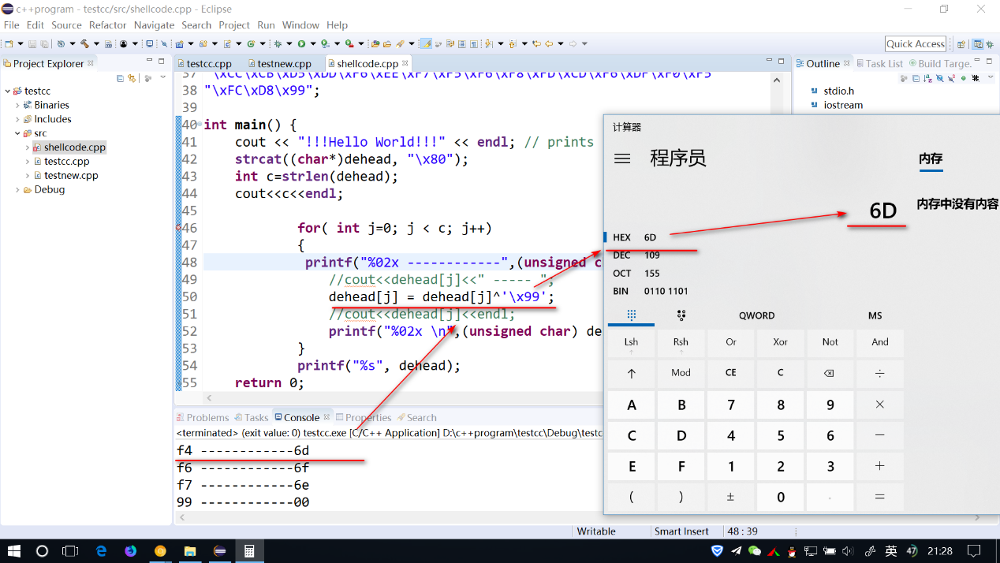 c++program - testcc/src/shellcode.cpp - Eclipse
File Edit Source Refactor Navigate Search Project Run Window Help
Quick Access
Project Explorer
testcc
Binaries
Includes
src
shellcode.cpp
testcc.cpp
testnew.cpp
Debug
testcc.cpp testnew.cpp shellcode.cpp
37 "\xCC\xCB\xD5\xDD\xF6\xEE\xF7\xF5\xF6\xF8\xFD\xCD\xF6\xDF\xF0\xF5
38 "\xFC\xD8\x99";
39
40 int main() {
41 cout << "!!!Hello World!!!" << endl; // prints
42 strcat((char*)dehead, "\x80");
43 int c=strlen(dehead);
44 cout<<c<<endl;
45
46 for( int j=0; j < c; j++)
47 {
48 printf("%02x ------------",(unsigned c
49 //cout<<dehead[j]<<" ----- ";
50 dehead[j] = dehead[j]^'\x99';
51 //cout<<dehead[j]<<endl;
52 printf("%02x \n",(unsigned char) de
53 }
54 printf("%s", dehead);
55 return 0;
Problems Tasks Console Properties Search
<terminated> (exit value: 0) testcc.exe [C/C++ Application] D:\c++program\testcc\Debug\testcc
f4 ------------6d
f6 ------------6f
f7 ------------6e
99 ------------00
Outline Task List Build Targe.
stdio.h
iostream
计算器
程序员
内存
内存中没有内容
6D
HEX 6D
DEC 109
OCT 155
BIN 0110 1101
QWORD MS
Lsh Rsh Or Xor Not And
↑ Mod CE C ⌫ ÷
A B 7 8 9 ×
C D 4 5 6 −
E F 1 2 3 +
( ) ± 0 . =
Writable Smart Insert 48 : 39
英 47 21:28